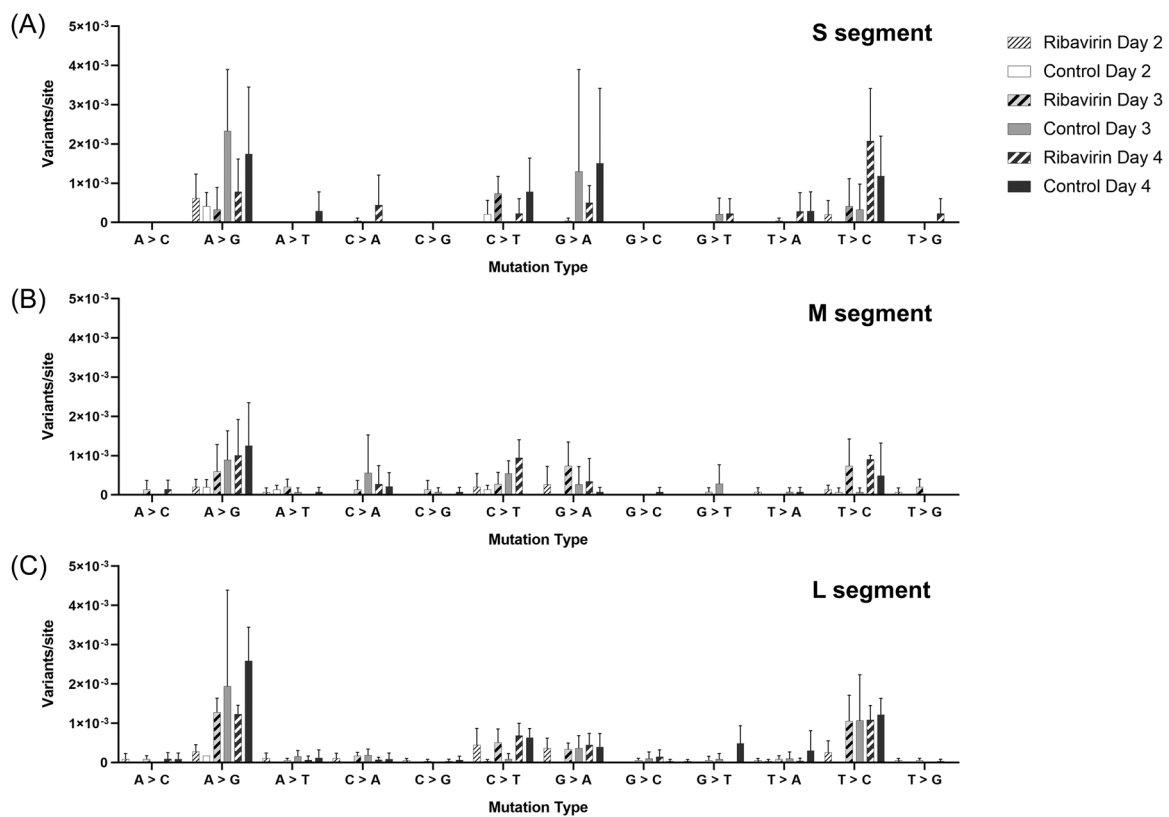 (A)
S segment
5×10⁻³
4×10⁻³
3×10⁻³
2×10⁻³
1×10⁻³
0
Variants/site
A > C A > G A > T C > A C > G C > T G > A G > C G > T T > A T > C T > G
Mutation Type
Ribavirin Day 2
Control Day 2
Ribavirin Day 3
Control Day 3
Ribavirin Day 4
Control Day 4
(B)
M segment
5×10⁻³
4×10⁻³
3×10⁻³
2×10⁻³
1×10⁻³
0
Variants/site
A > C A > G A > T C > A C > G C > T G > A G > C G > T T > A T > C T > G
Mutation Type
(C)
L segment
5×10⁻³
4×10⁻³
3×10⁻³
2×10⁻³
1×10⁻³
0
Variants/site
A > C A > G A > T C > A C > G C > T G > A G > C G > T T > A T > C T > G
Mutation Type